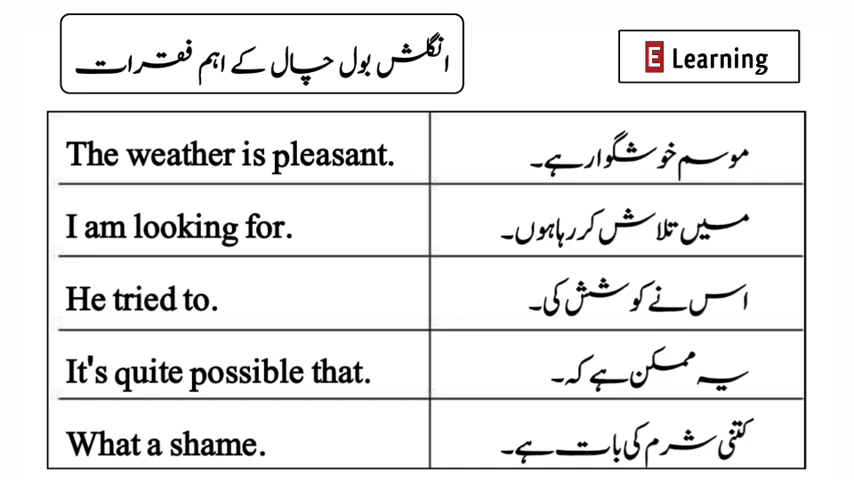 انگلش بول چال کے اہم فقرات
E Learning
The weather is pleasant.
موسم خوشگوار ہے۔
I am looking for.
میں تلاش کر رہا ہوں۔
He tried to.
اس نے کوشش کی۔
It's quite possible that.
یہ ممکن ہے کہ۔
What a shame.
کتنی شرم کی بات ہے۔